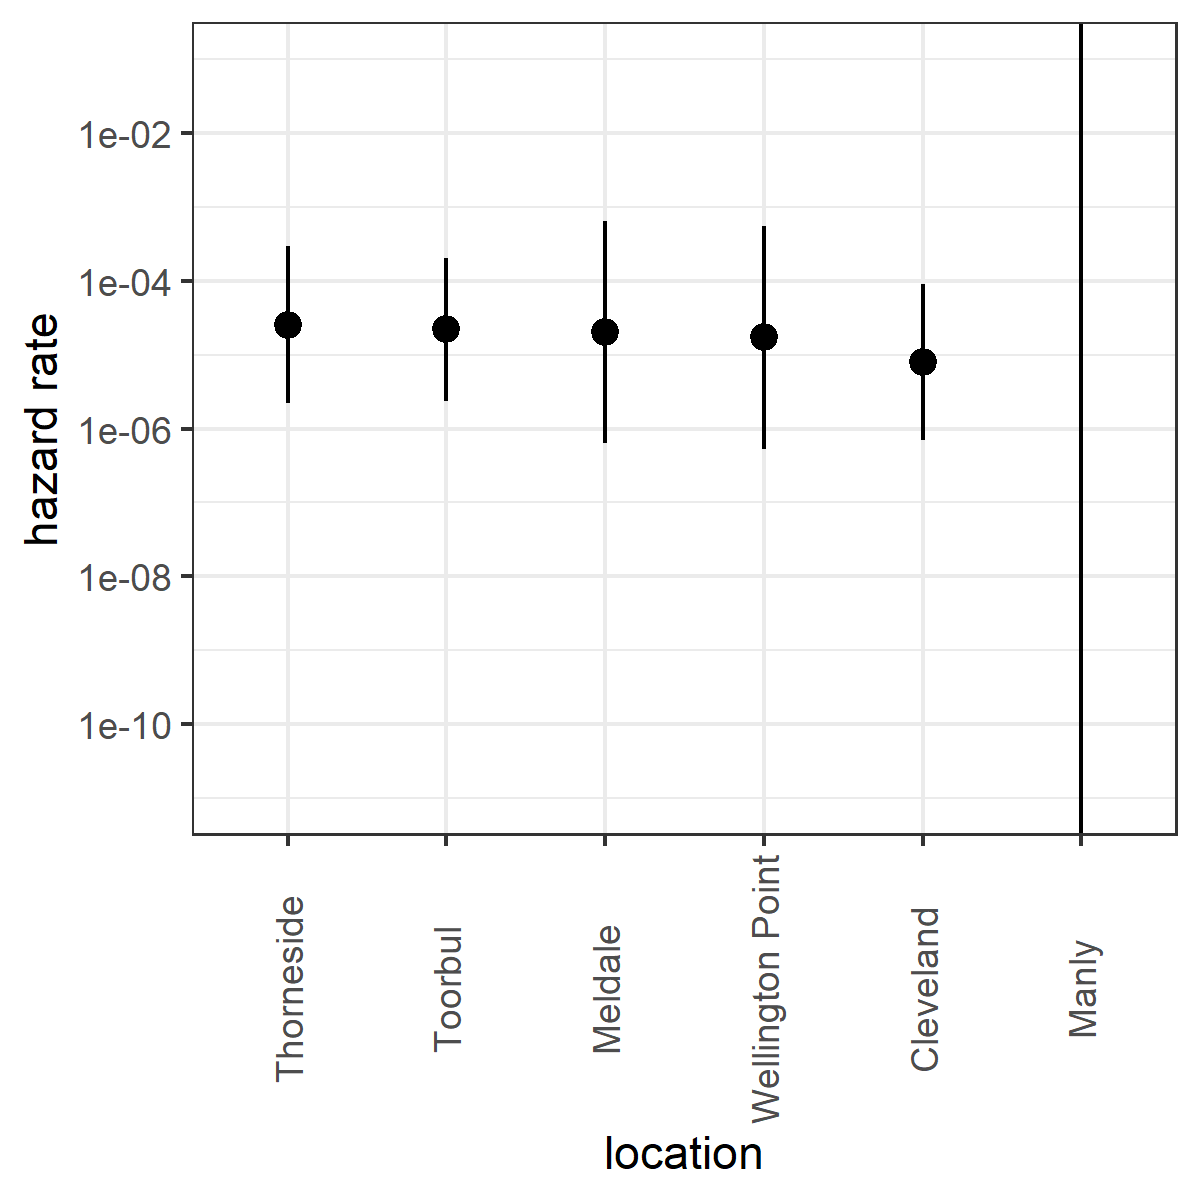 hazard rate
1e-02
1e-04
1e-06
1e-08
1e-10
Thorneside
Toorbul
Meldale
Wellington Point
Cleveland
Manly
location